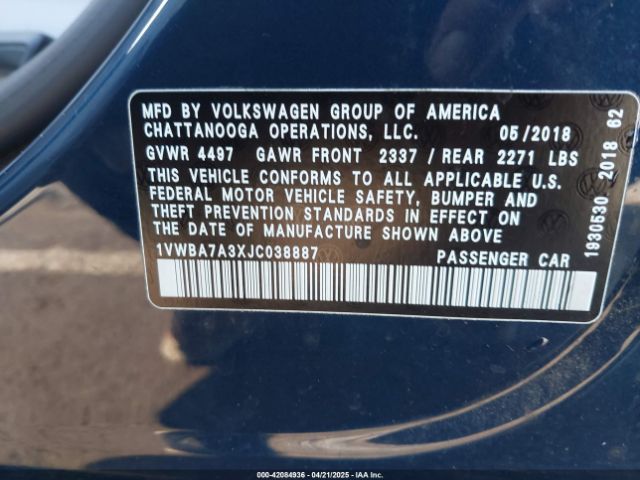 MFD BY VOLKSWAGEN GROUP OF AMERICA
CHATTANOOGA OPERATIONS, LLC. 05/2018
GVWR 4497 GAWR FRONT 2337 / REAR 2271 LBS
THIS VEHICLE CONFORMS TO ALL APPLICABLE U.S.
FEDERAL MOTOR VEHICLE SAFETY, BUMPER AND
THEFT PREVENTION STANDARDS IN EFFECT ON
THE DATE OF MANUFACTURE SHOWN ABOVE
1VWBA7A3XJC038887 PASSENGER CAR
1930530 2018 62
000-42084936 - 04/21/2025 - IAA Inc.